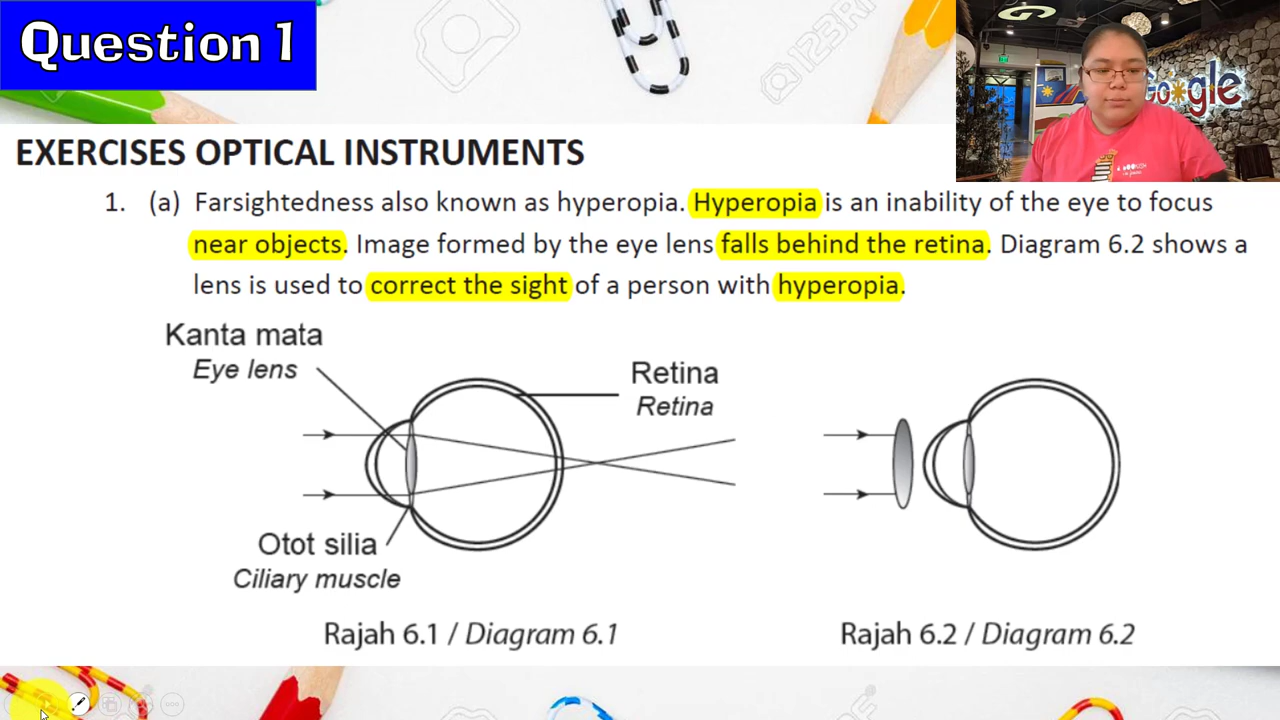 Question 1
123RF
Google
EXERCISES OPTICAL INSTRUMENTS
1. (a) Farsightedness also known as hyperopia. Hyperopia is an inability of the eye to focus
near objects. Image formed by the eye lens falls behind the retina. Diagram 6.2 shows a
lens is used to correct the sight of a person with hyperopia.
Kanta mata
Eye lens
Retina
Retina
Otot silia
Ciliary muscle
Rajah 6.1 / Diagram 6.1
Rajah 6.2 / Diagram 6.2